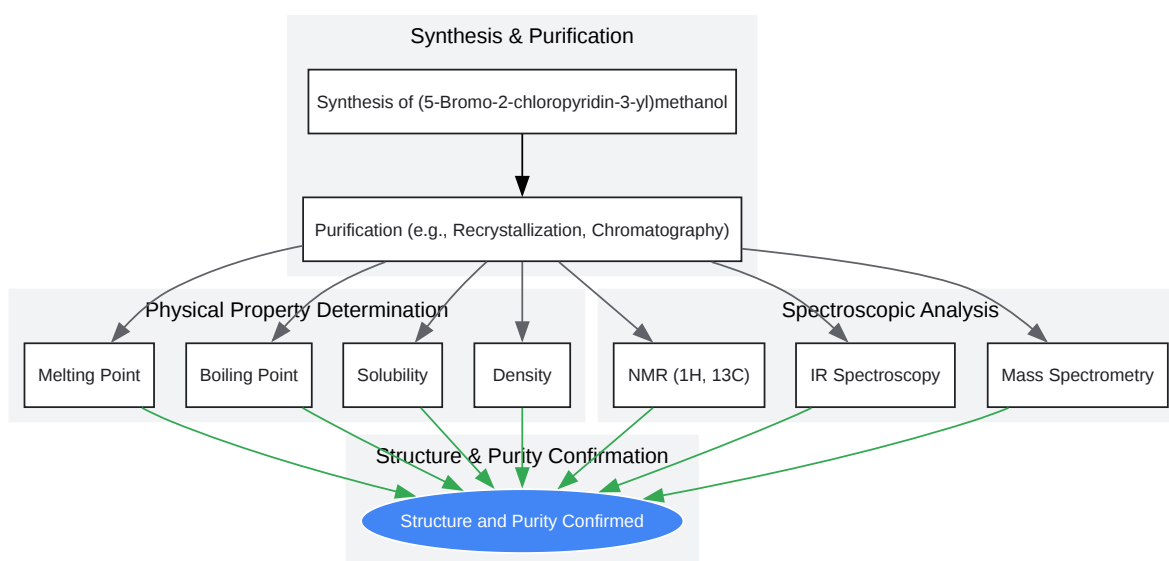 Synthesis & Purification
Synthesis of (5-Bromo-2-chloropyridin-3-yl)methanol
Purification (e.g., Recrystallization, Chromatography)
Physical Property Determination
Spectroscopic Analysis
Melting Point
Boiling Point
Solubility
Density
NMR (1H, 13C)
IR Spectroscopy
Mass Spectrometry
Structure & Purity Confirmation
Structure and Purity Confirmed